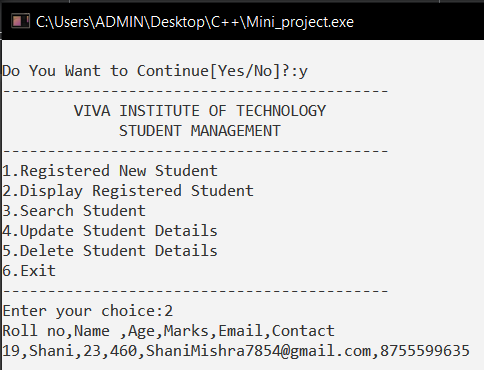 C:\Users\ADMIN\Desktop\C++\Mini_project.exe
Do You Want to Continue[Yes/No]?:y
------------------------------------------
VIVA INSTITUTE OF TECHNOLOGY
STUDENT MANAGEMENT
------------------------------------------
1.Registered New Student
2.Display Registered Student
3.Search Student
4.Update Student Details
5.Delete Student Details
6.Exit
------------------------------------------
Enter your choice:2
Roll no,Name ,Age,Marks,Email,Contact
19,Shani,23,460,ShaniMishra7854@gmail.com,8755599635